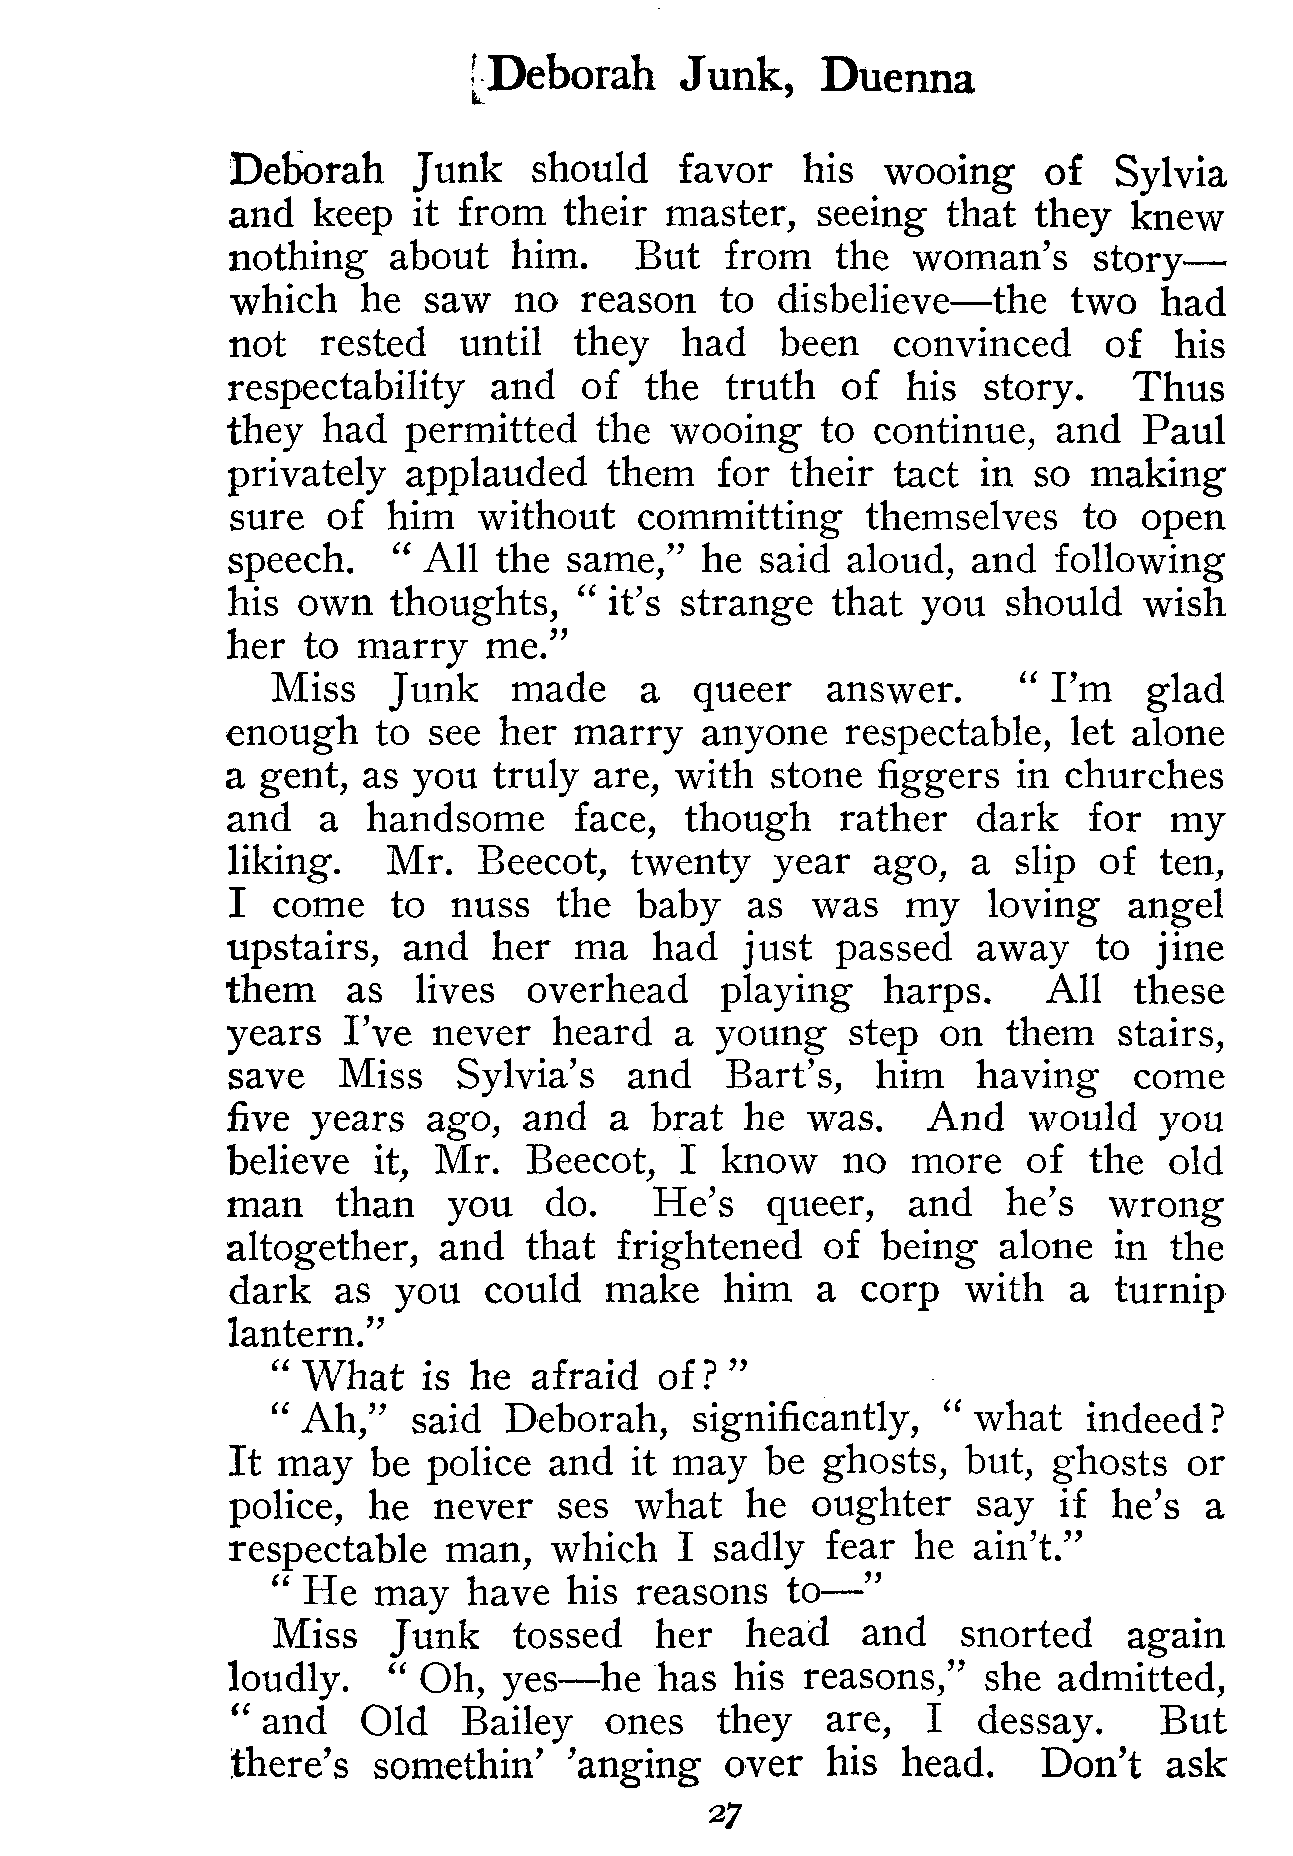 Deborah Junk, Duenna
Deborah Junk should favor his wooing of Sylvia
and keep it from their master, seeing that they knew
nothing about him. But from the woman's story—
which he saw no reason to disbelieve—the two had
not rested until they had been convinced of his
respectability and of the truth of his story. Thus
they had permitted the wooing to continue, and Paul
privately applauded them for their tact in so making
sure of him without committing themselves to open
speech. " All the same," he said aloud, and following
his own thoughts, " it's strange that you should wish
her to marry me."
Miss Junk made a queer answer. " I'm glad
enough to see her marry anyone respectable, let alone
a gent, as you truly are, with stone figgers in churches
and a handsome face, though rather dark for my
liking. Mr. Beecot, twenty year ago, a slip of ten,
I come to nuss the baby as was my loving angel
upstairs, and her ma had just passed away to jine
them as lives overhead playing harps. All these
years I've never heard a young step on them stairs,
save Miss Sylvia's and Bart's, him having come
five years ago, and a brat he was. And would you
believe it, Mr. Beecot, I know no more of the old
man than you do. He's queer, and he's wrong
altogether, and that frightened of being alone in the
dark as you could make him a corp with a turnip
lantern."
" What is he afraid of? "
" Ah," said Deborah, significantly, " what indeed?
It may be police and it may be ghosts, but, ghosts or
police, he never ses what he oughter say if he's a
respectable man, which I sadly fear he ain't."
" He may have his reasons to—"
Miss Junk tossed her head and snorted again
loudly. " Oh, yes—he has his reasons," she admitted,
" and Old Bailey ones they are, I dessay. But
there's somethin' 'anging over his head. Don't ask
27